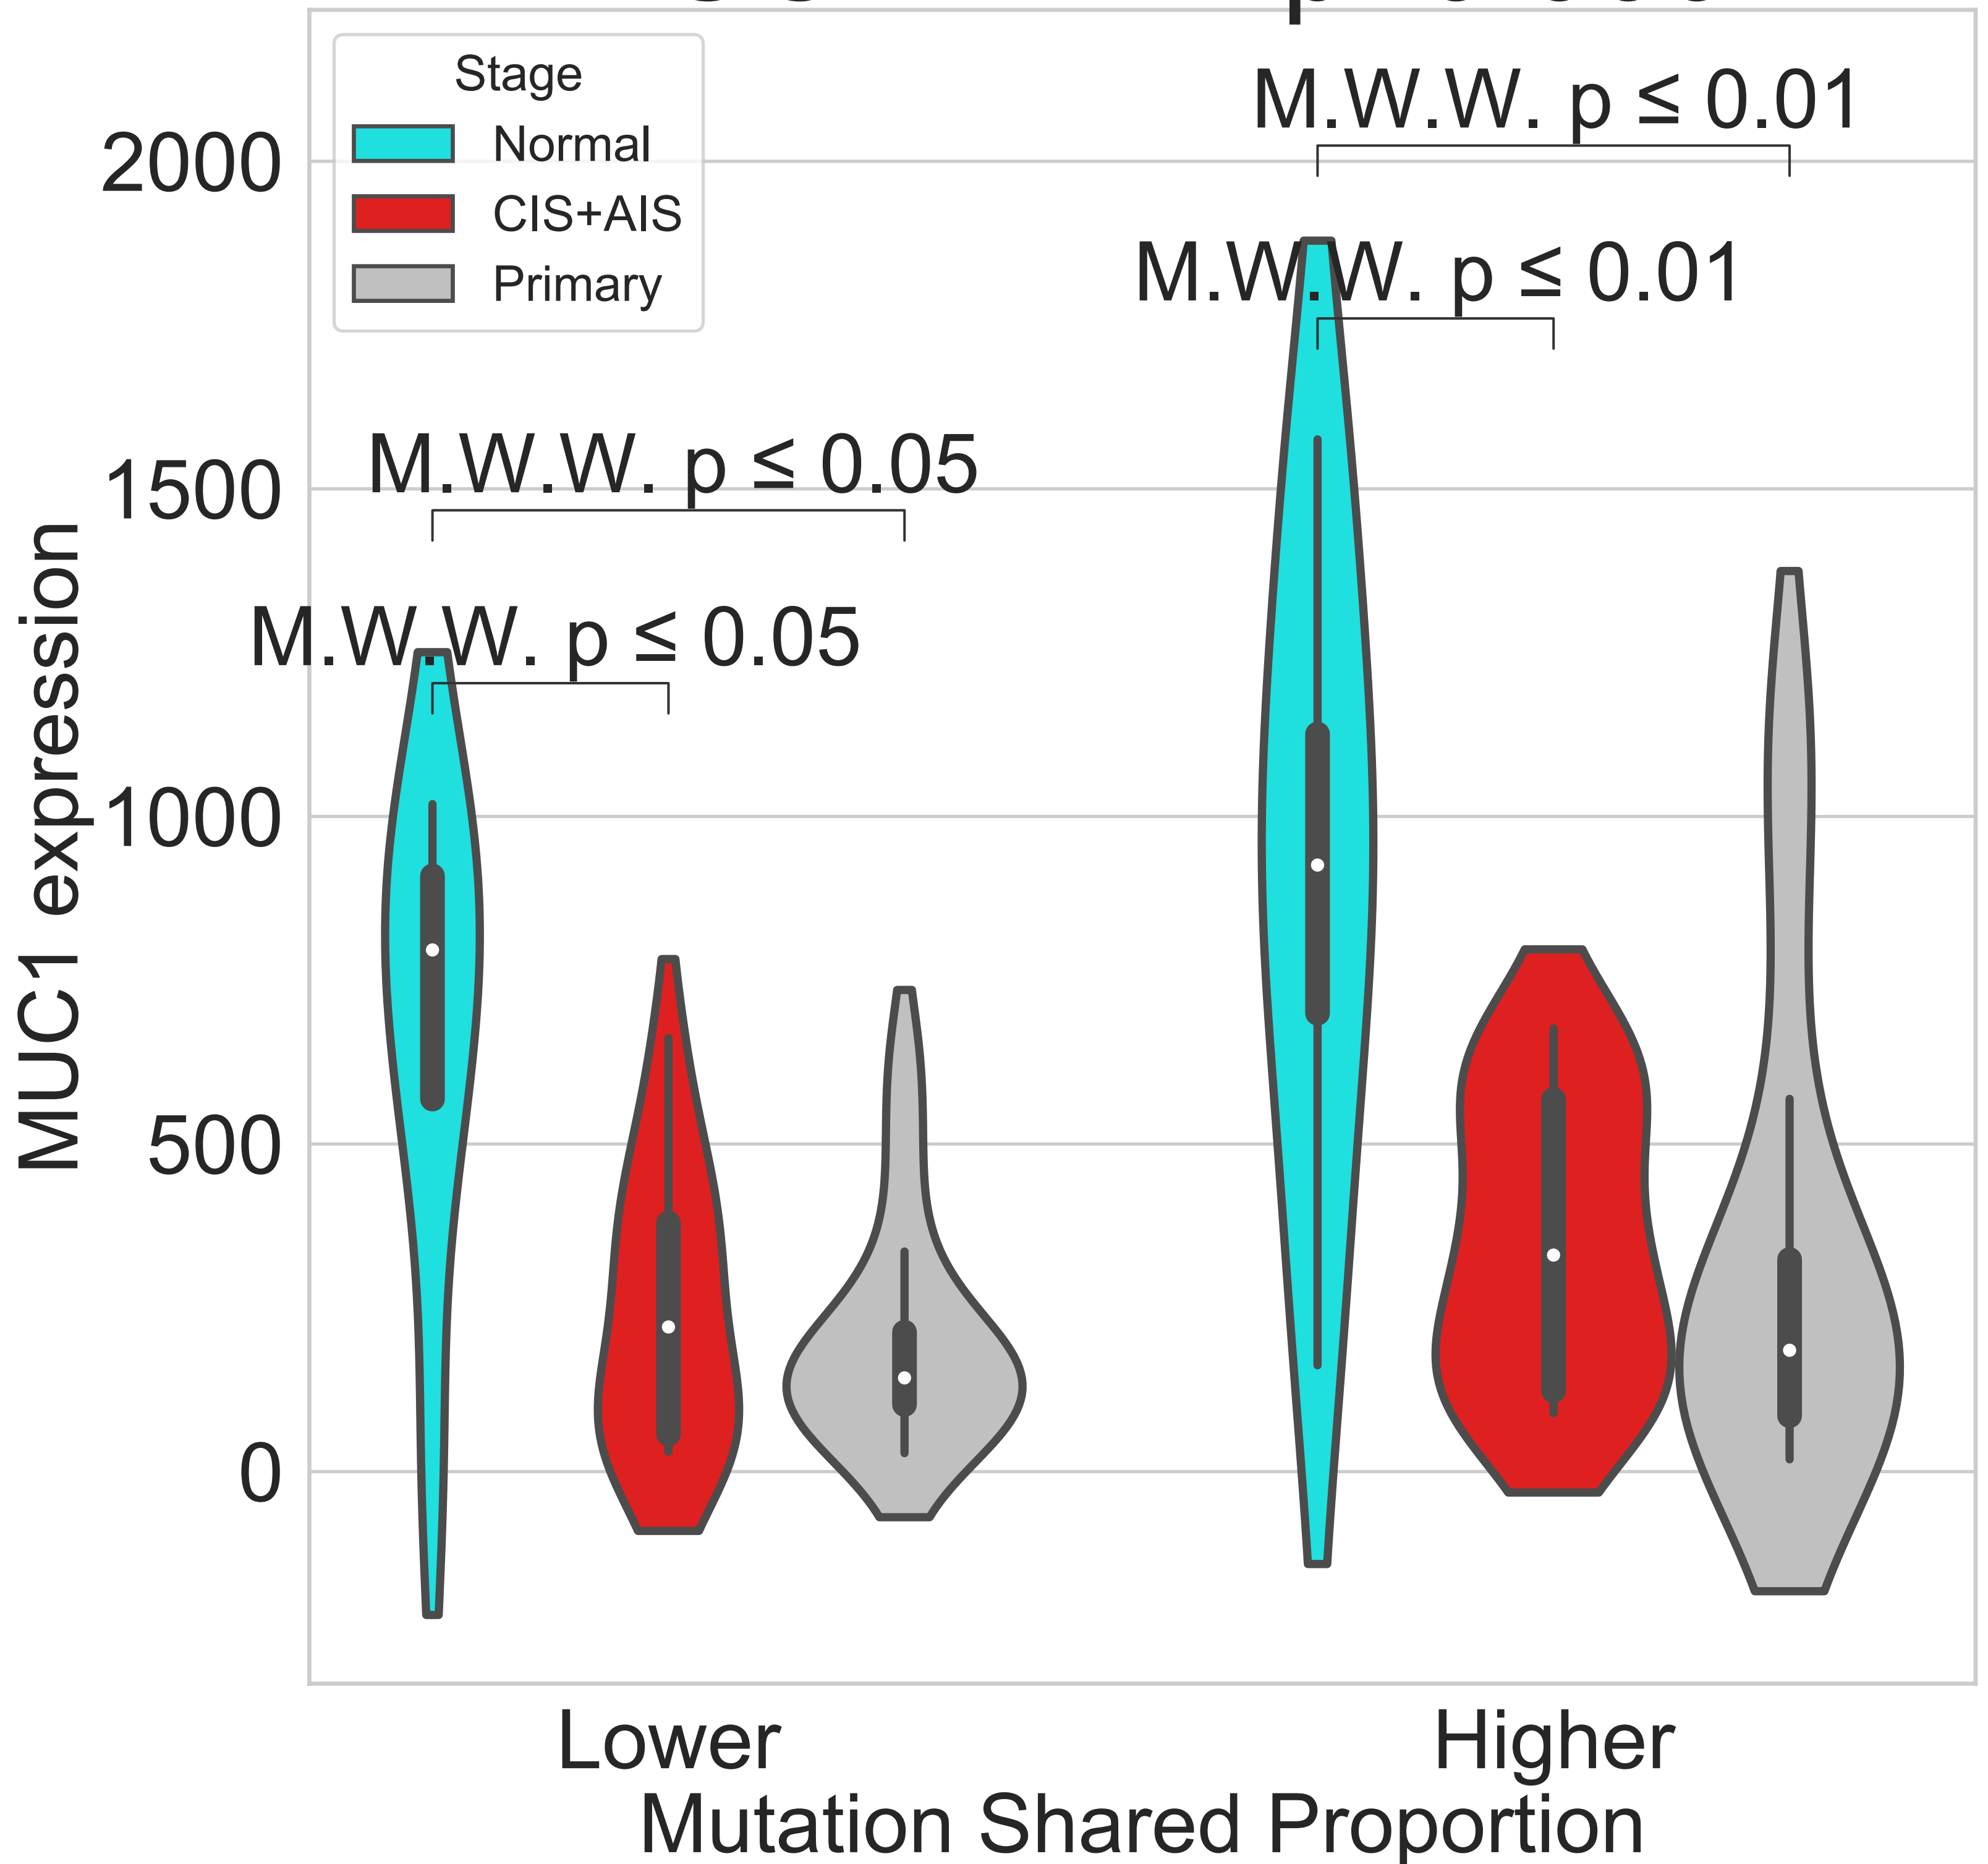 Stage
Normal
CIS+AIS
Primary
M.W.W. p ≤ 0.01
M.W.W. p ≤ 0.01
M.W.W. p ≤ 0.05
M.W.W. p ≤ 0.05
MUC1 expression
2000
1500
1000
500
0
Lower
Higher
Mutation Shared Proportion